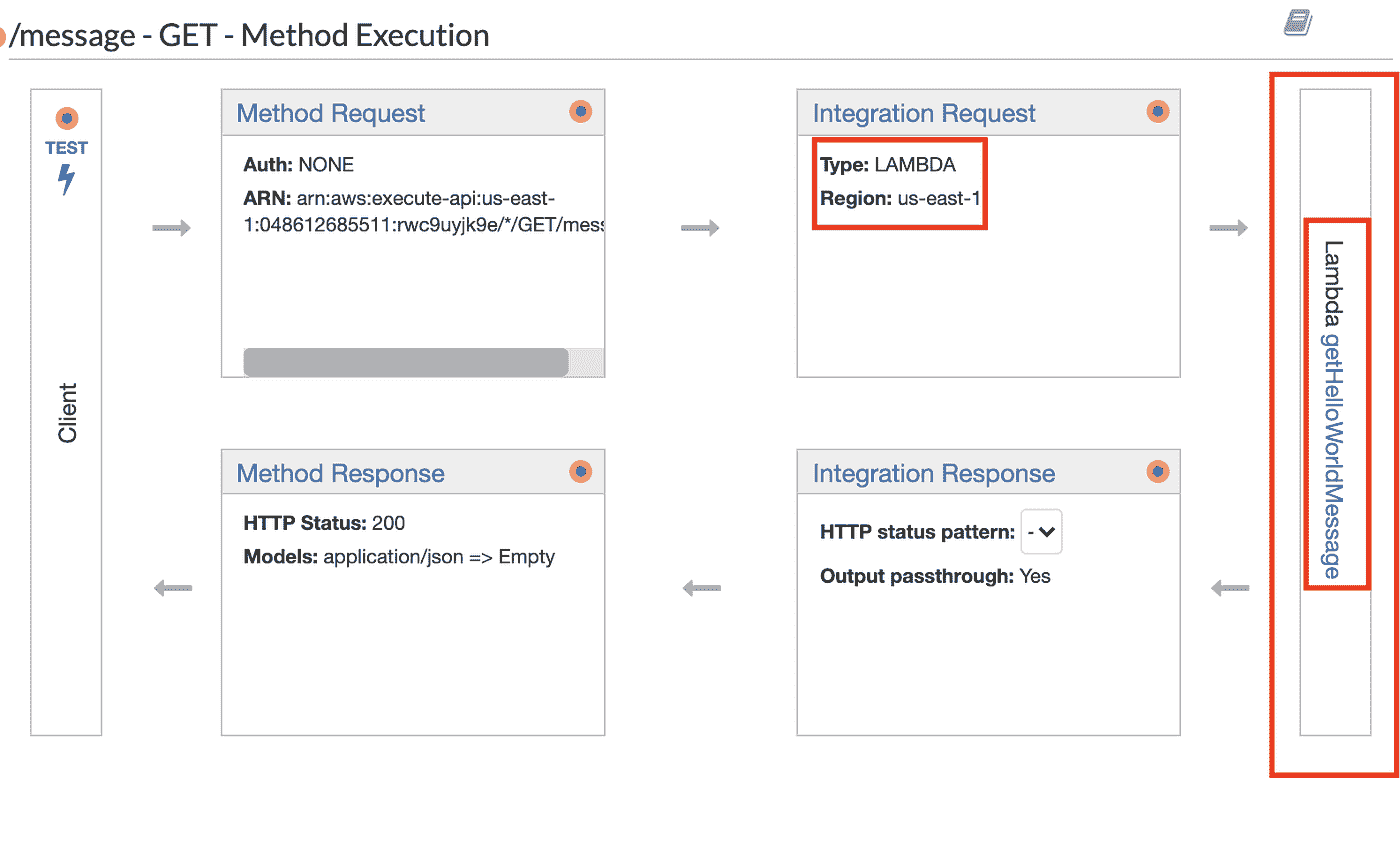 /message - GET - Method Execution
TEST
Client
Method Request
Auth: NONE
ARN: arn:aws:execute-api:us-east-
1:048612685511:rwc9uyjk9e/*/GET/mess
Integration Request
Type: LAMBDA
Region: us-east-1
Lambda getHelloWorldMessage
Method Response
HTTP Status: 200
Models: application/json => Empty
Integration Response
HTTP status pattern: -
Output passthrough: Yes